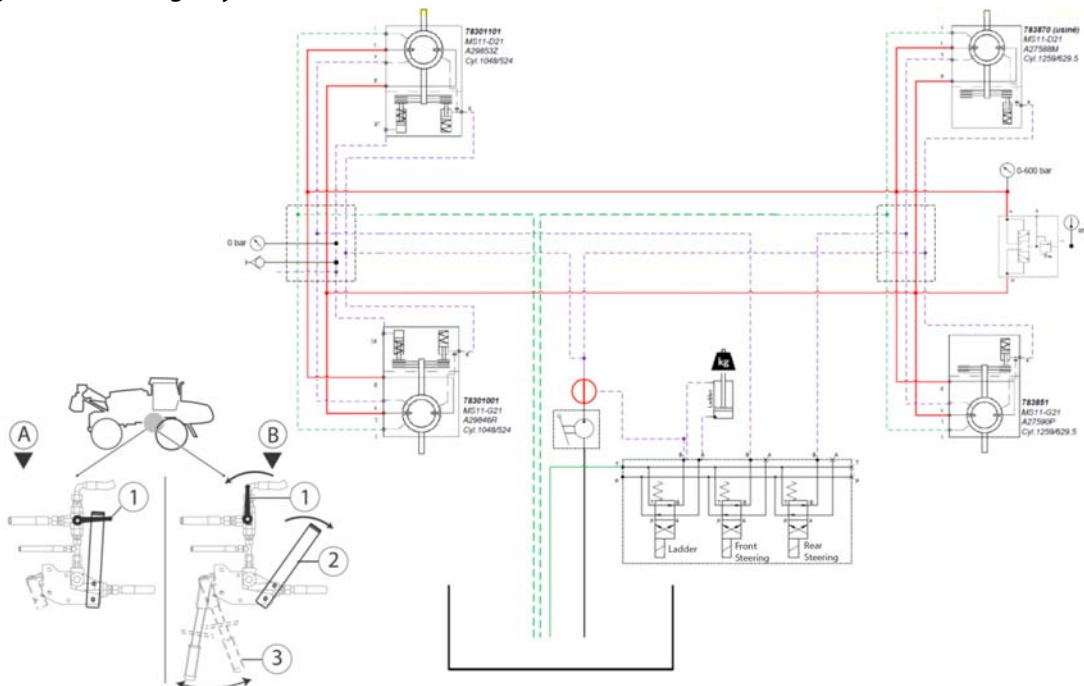 78301101
MS11-D21
A29853Z
Cyl.1048/524
783870 (usiné)
MS11-D21
A27588M
Cyl.1259/629.5
0-600 bar
0 bar
kg
Ladder
78301001
MS11-G21
A29846R
Cyl.1048/524
783851
MS11-G21
A27590P
Cyl.1259/629.5
A
B
1
1
2
3
B A B A B A
T T
P P
Ladder
Front
Steering
Rear
Steering